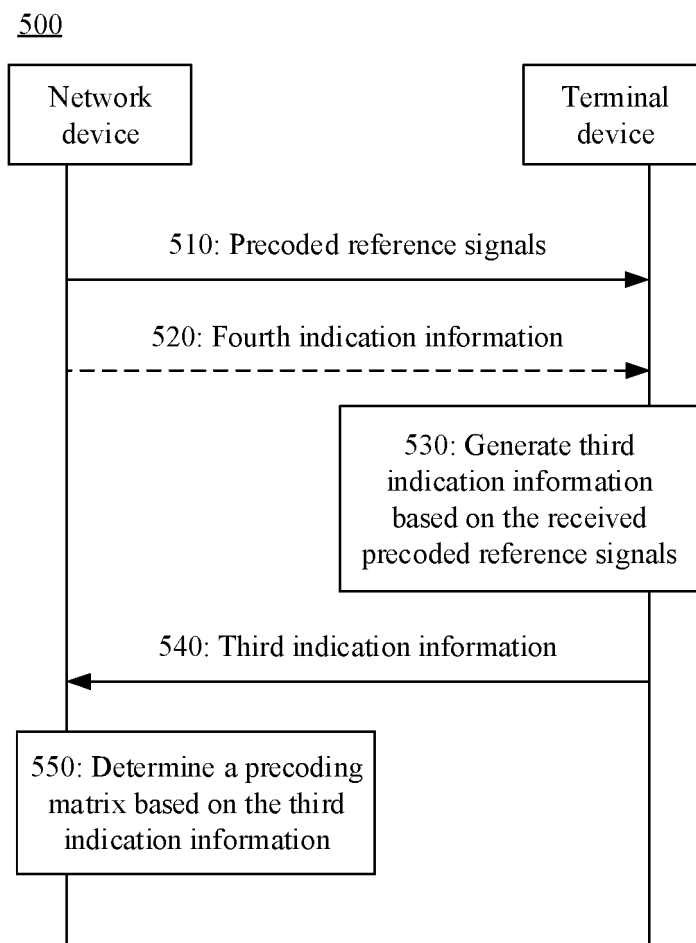 500
Network
device
Terminal
device
510: Precoded reference signals
520: Fourth indication information
530: Generate third
indication information
based on the received
precoded reference signals
540: Third indication information
550: Determine a precoding
matrix based on the third
indication information